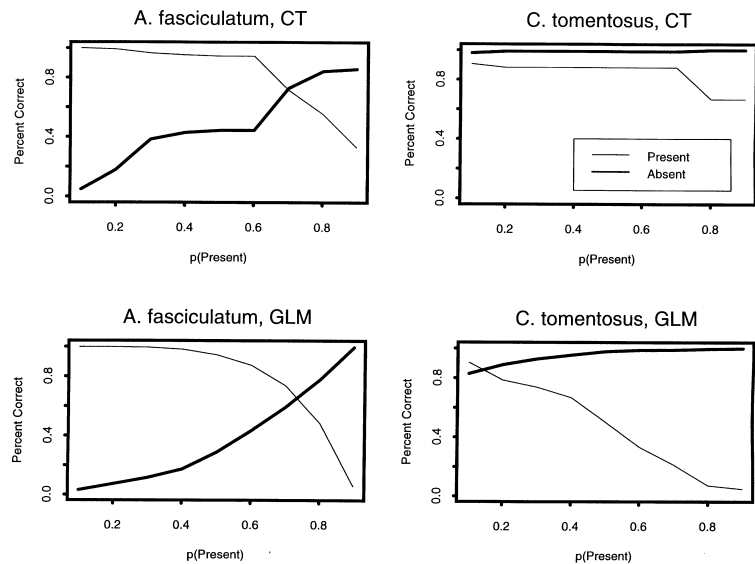 A. fasciculatum, CT
Percent Correct
0.0 0.4 0.8
0.2 0.4 0.6 0.8
p(Present)
C. tomentosus, CT
Percent Correct
0.0 0.4 0.8
Present
Absent
0.2 0.4 0.6 0.8
p(Present)
A. fasciculatum, GLM
Percent Correct
0.0 0.4 0.8
0.2 0.4 0.6 0.8
p(Present)
C. tomentosus, GLM
Percent Correct
0.0 0.4 0.8
0.2 0.4 0.6 0.8
p(Present)